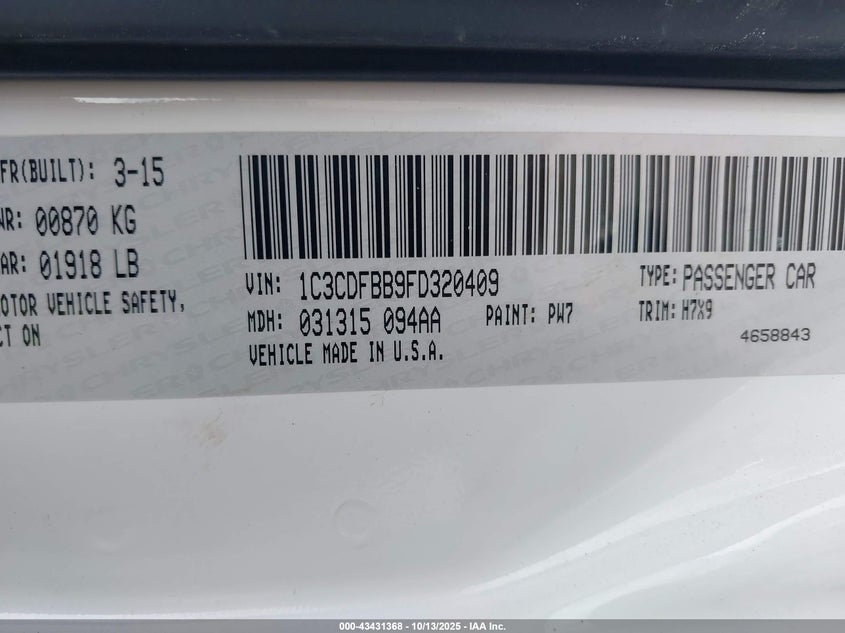 FR(BUILT): 3-15
WR: 00870 KG
AR: 01918 LB
OTOR VEHICLE SAFETY,
CT ON
VIN: 1C3CDFBB9FD320409
TYPE: PASSENGER CAR
MDH: 031315 094AA
PAINT: PW7
TRIM: H7X9
VEHICLE MADE IN U.S.A.
4658843
000-43431368 - 10/13/2025 - IAA Inc.